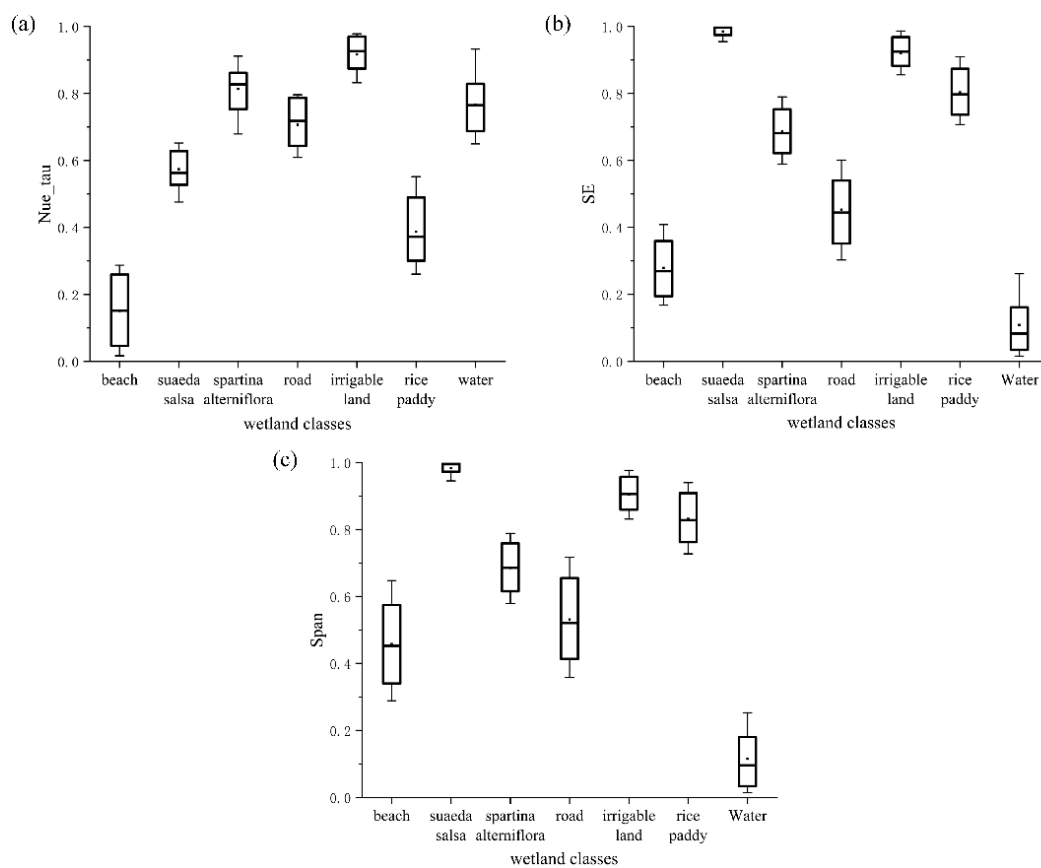 (a)
1.0
0.8
0.6
0.4
0.2
0.0
Nue_tau
beach
suaeda
salsa
spartina
alterniflora
road
irrigable
land
rice
paddy
water
wetland classes
(b)
1.0
0.8
0.6
0.4
0.2
0.0
SE
beach
suaeda
salsa
spartina
alterniflora
road
irrigable
land
rice
paddy
Water
wetland classes
(c)
1.0
0.8
0.6
0.4
0.2
0.0
Span
beach
suaeda
salsa
spartina
alterniflora
road
irrigable
land
rice
paddy
Water
wetland classes